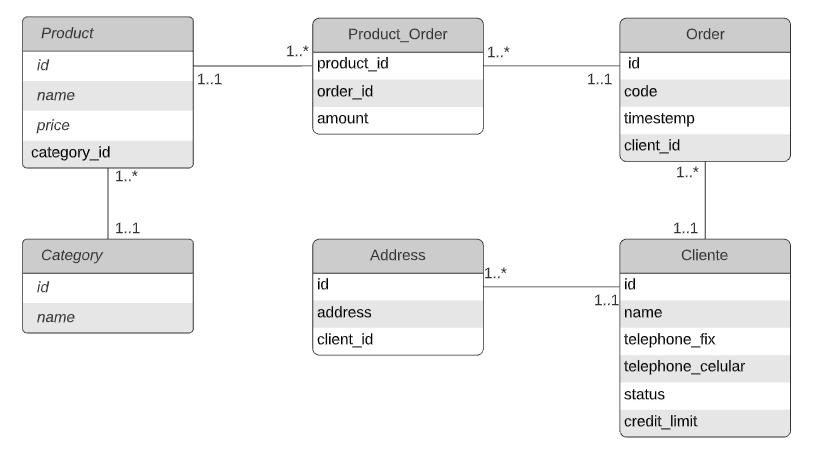 Product
id
name
price
category_id
1..1
1..*
Product_Order
product_id
order_id
amount
1..*
1..1
Order
id
code
timestemp
client_id
1..*
1..1
1..*
1..1
Category
id
name
Address
id
address
client_id
1..*
1..1
Cliente
id
name
telephone_fix
telephone_celular
status
credit_limit